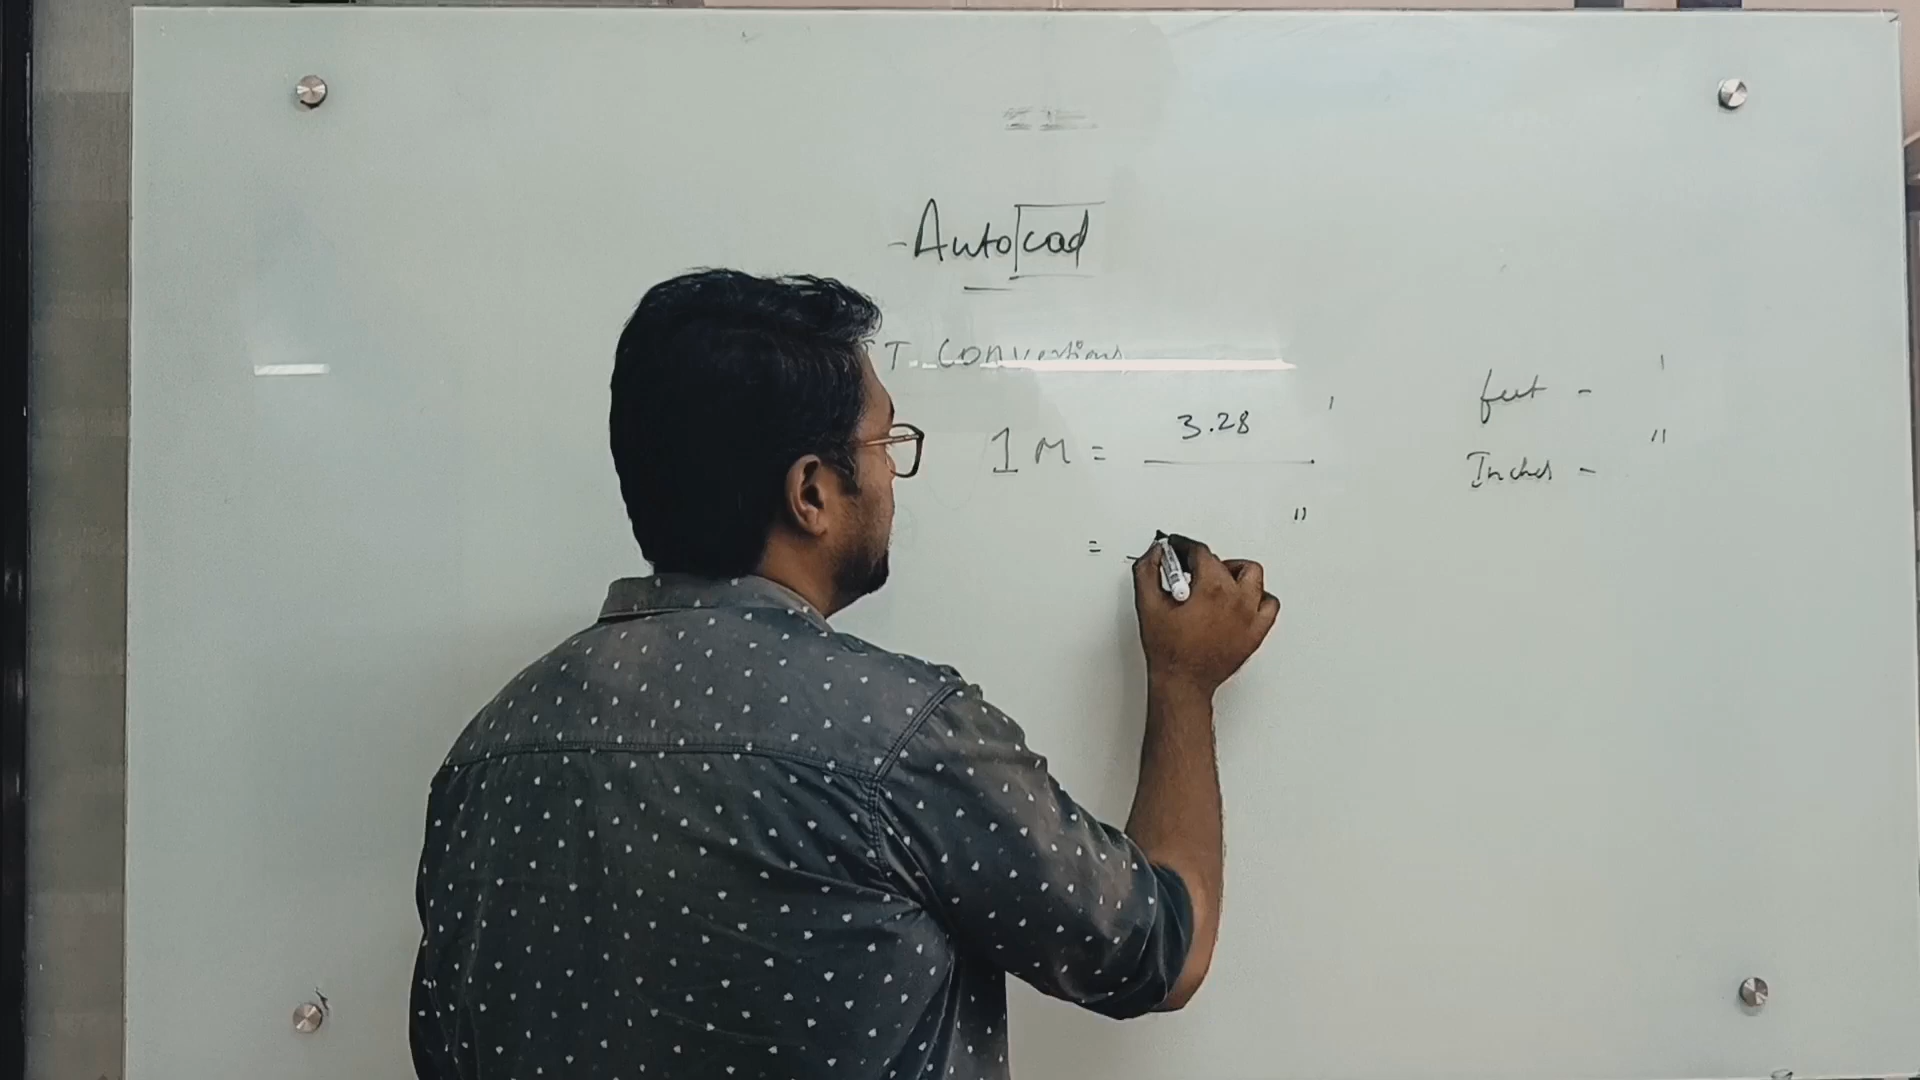 -Autocad
T Conversions
1 M = 3.28 '
= "
feet - '
Inches - "